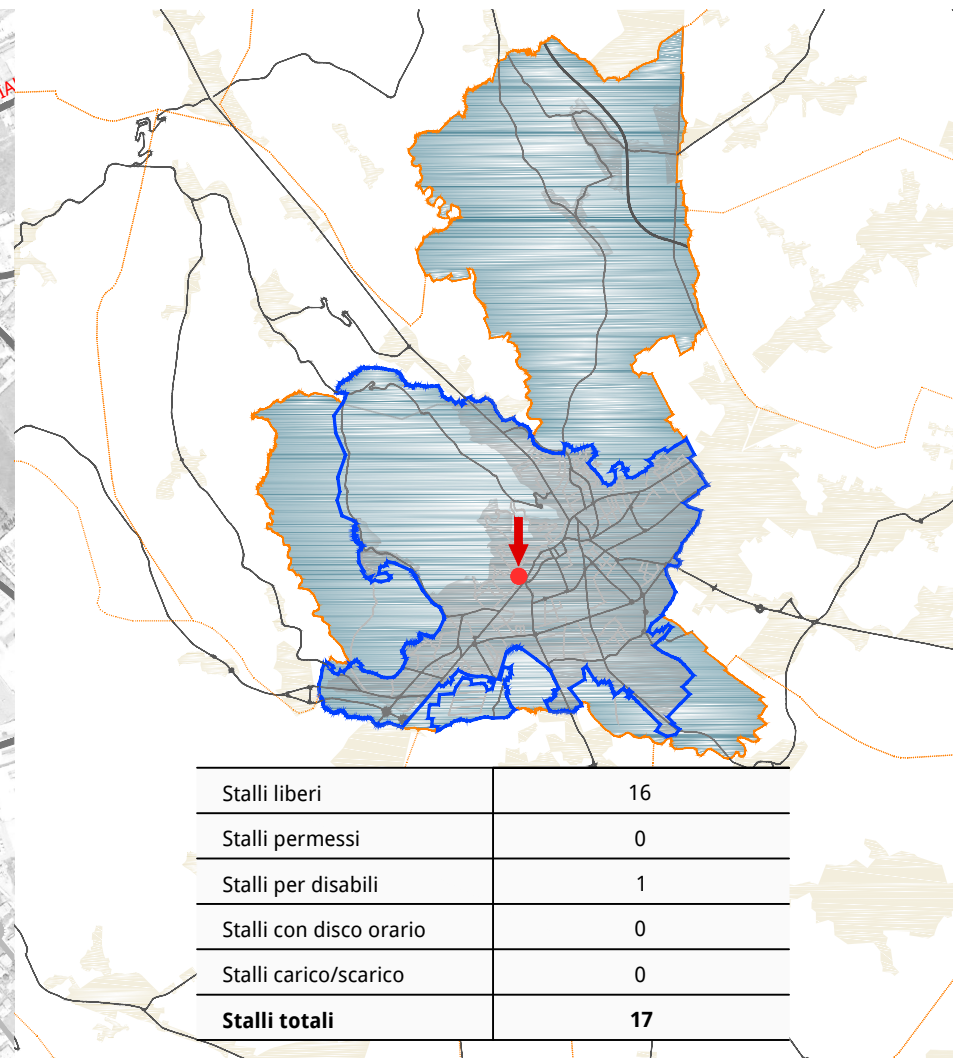 Stalli liberi 16
Stalli permessi 0
Stalli per disabili 1
Stalli con disco orario 0
Stalli carico/scarico 0
Stalli totali 17